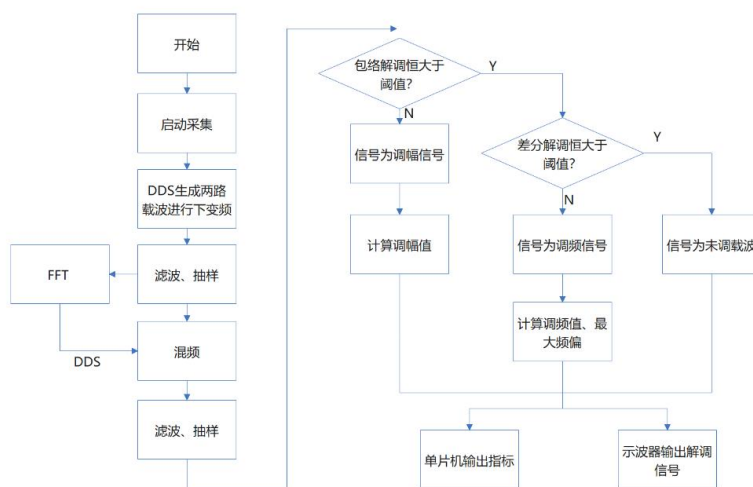 开始
启动采集
DDS生成两路
载波进行下变频
滤波、抽样
FFT
混频
DDS
滤波、抽样
包络解调恒大于
阈值？
Y
N
信号为调幅信号
计算调幅值
差分解调恒大于
阈值？
Y
N
信号为调频信号
信号为未调载波
计算调频值、最
大频偏
单片机输出指标
示波器输出解调
信号